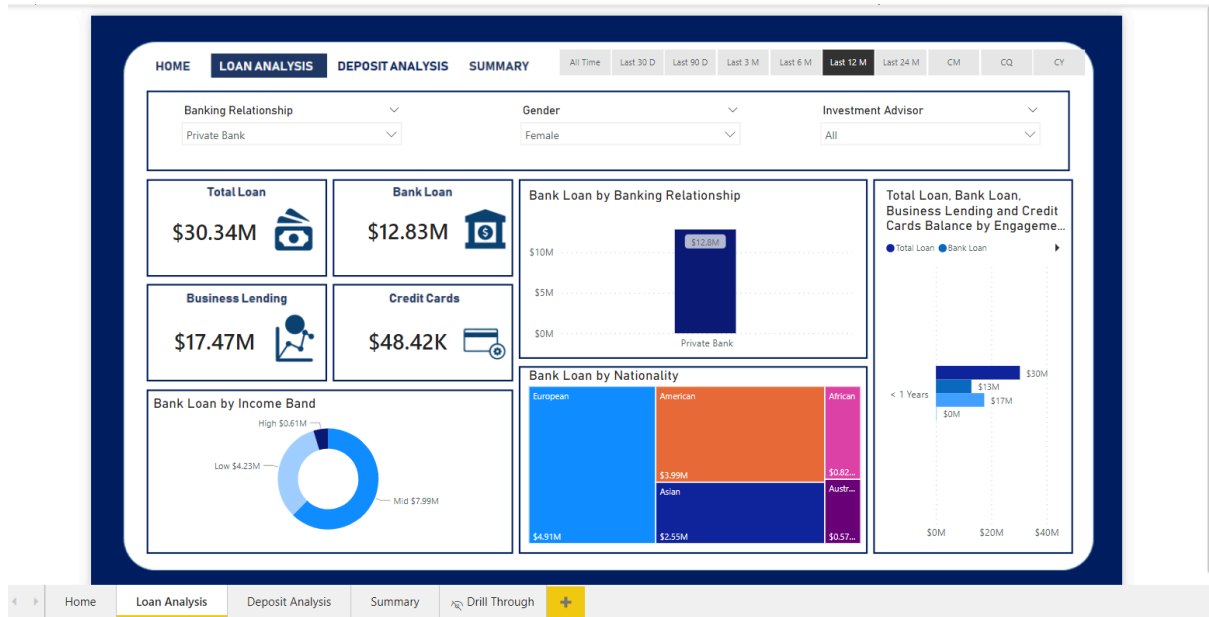 HOME
LOAN ANALYSIS
DEPOSIT ANALYSIS
SUMMARY
All Time
Last 30 D
Last 90 D
Last 3 M
Last 6 M
Last 12 M
Last 24 M
CM
CQ
CY
Banking Relationship
Private Bank
Gender
Female
Investment Advisor
All
Total Loan
$30.34M
Bank Loan
$12.83M
Business Lending
$17.47M
Credit Cards
$48.42K
Bank Loan by Banking Relationship
$10M
$5M
$0M
$12.8M
Private Bank
Total Loan, Bank Loan,
Business Lending and Credit
Cards Balance by Engageme...
Total Loan
Bank Loan
< 1 Years
$30M
$13M
$17M
$0M
$0M
$20M
$40M
Bank Loan by Income Band
High $0.61M
Low $4.23M
Mid $7.99M
Bank Loan by Nationality
European
$4.91M
American
$3.99M
Asian
$2.55M
African
$0.82...
Austr...
$0.57...
Home
Loan Analysis
Deposit Analysis
Summary
Drill Through
+